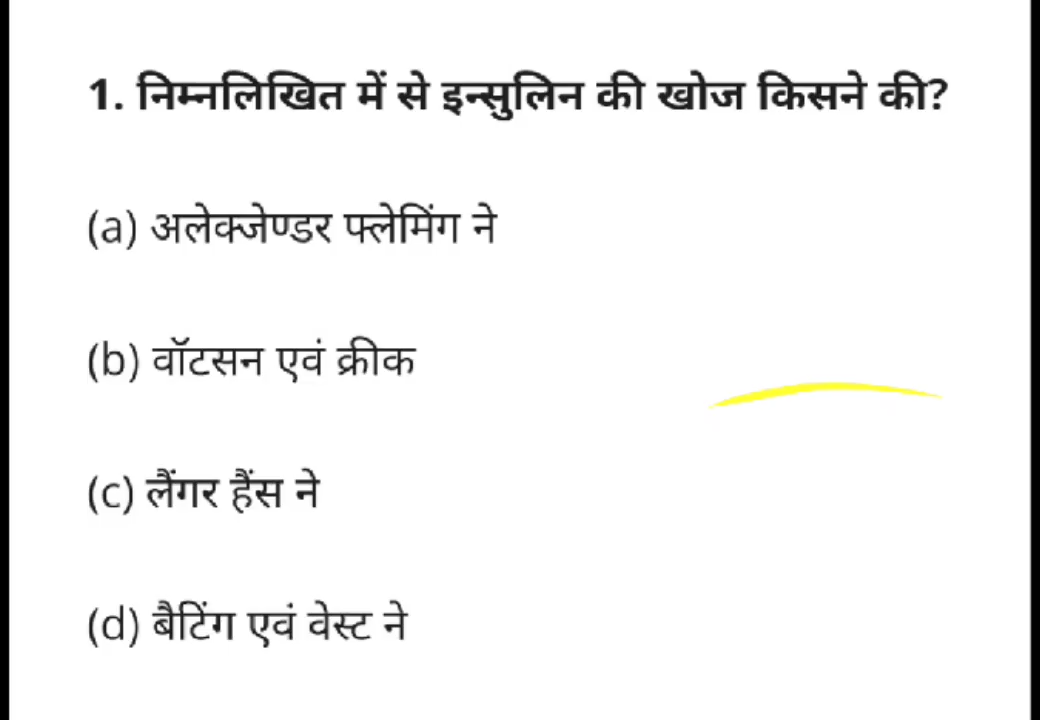 1. निम्नलिखित में से इन्सुलिन की खोज किसने की?
(a) अलेक्जेण्डर फ्लेमिंग ने
(b) वॉटसन एवं क्रीक
(c) लैंगर हैंस ने
(d) बैटिंग एवं वेस्ट ने